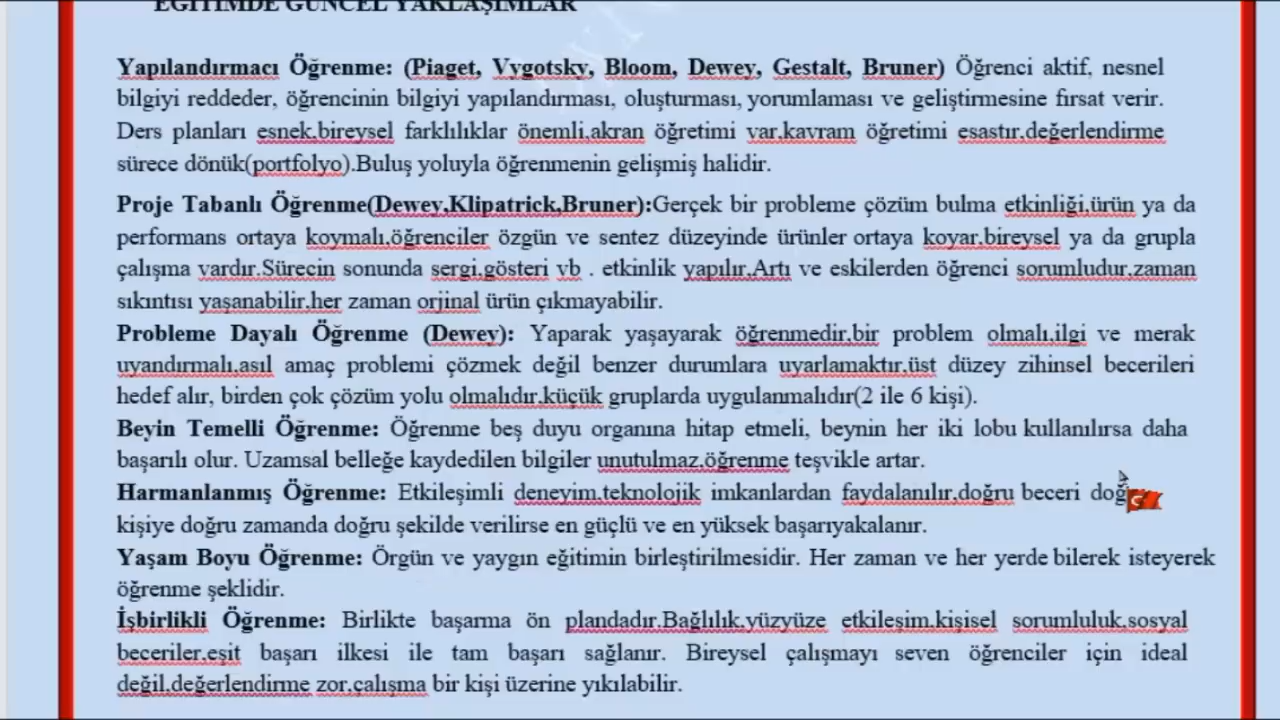 EĞİTİMDE GÜNCEL YAKLAŞIMLAR
Yapılandırmacı Öğrenme: (Piaget, Vygotsky, Bloom, Dewey, Gestalt, Bruner) Öğrenci aktif, nesnel
bilgiyi reddeder, öğrencinin bilgiyi yapılandırması, oluşturması, yorumlaması ve geliştirmesine fırsat verir.
Ders planları esnek,bireysel farklılıklar önemli,akran öğretimi var,kavram öğretimi esastır,değerlendirme
sürece dönük(portfolyo).Buluş yoluyla öğrenmenin gelişmiş halidir.
Proje Tabanlı Öğrenme(Dewey,Klipatrick,Bruner):Gerçek bir probleme çözüm bulma etkinliği,ürün ya da
performans ortaya koymalı,öğrenciler özgün ve sentez düzeyinde ürünler ortaya koyar,bireysel ya da grupla
çalışma vardır.Sürecin sonunda sergi,gösteri vb . etkinlik yapılır.Artı ve eskilerden öğrenci sorumludur,zaman
sıkıntısı yaşanabilir,her zaman orjinal ürün çıkmayabilir.
Probleme Dayalı Öğrenme (Dewey): Yaparak yaşayarak öğrenmedir,bir problem olmalı,ilgi ve merak
uyandırmalı,asıl amaç problemi çözmek değil benzer durumlara uyarlamaktır,üst düzey zihinsel becerileri
hedef alır, birden çok çözüm yolu olmalıdır,küçük gruplarda uygulanmalıdır(2 ile 6 kişi).
Beyin Temelli Öğrenme: Öğrenme beş duyu organına hitap etmeli, beynin her iki lobu kullanılırsa daha
başarılı olur. Uzamsal belleğe kaydedilen bilgiler unutulmaz,öğrenme teşvikle artar.
Harmanlanmış Öğrenme: Etkileşimli deneyim,teknolojik imkanlardan faydalanılır,doğru beceri
kişiye doğru zamanda doğru şekilde verilirse en güçlü ve en yüksek başarıyakalanır.
Yaşam Boyu Öğrenme: Örgün ve yaygın eğitimin birleştirilmesidir. Her zaman ve her yerde bilerek isteyerek
öğrenme şeklidir.
İşbirlikli Öğrenme: Birlikte başarma ön plandadır.Bağlılık,yüzyüze etkileşim,kişisel sorumluluk,sosyal
beceriler,eşit başarı ilkesi ile tam başarı sağlanır. Bireysel çalışmayı seven öğrenciler için ideal
değil,değerlendirme zor,çalışma bir kişi üzerine yıkılabilir.